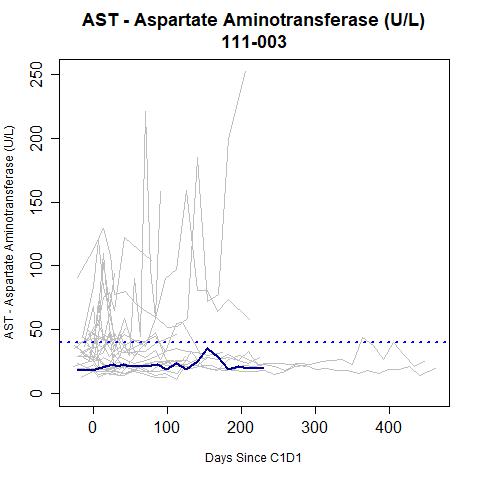 AST - Aspartate Aminotransferase (U/L)
111-003
AST - Aspartate Aminotransferase (U/L)
250
200
150
100
50
0
0 100 200 300 400
Days Since C1D1